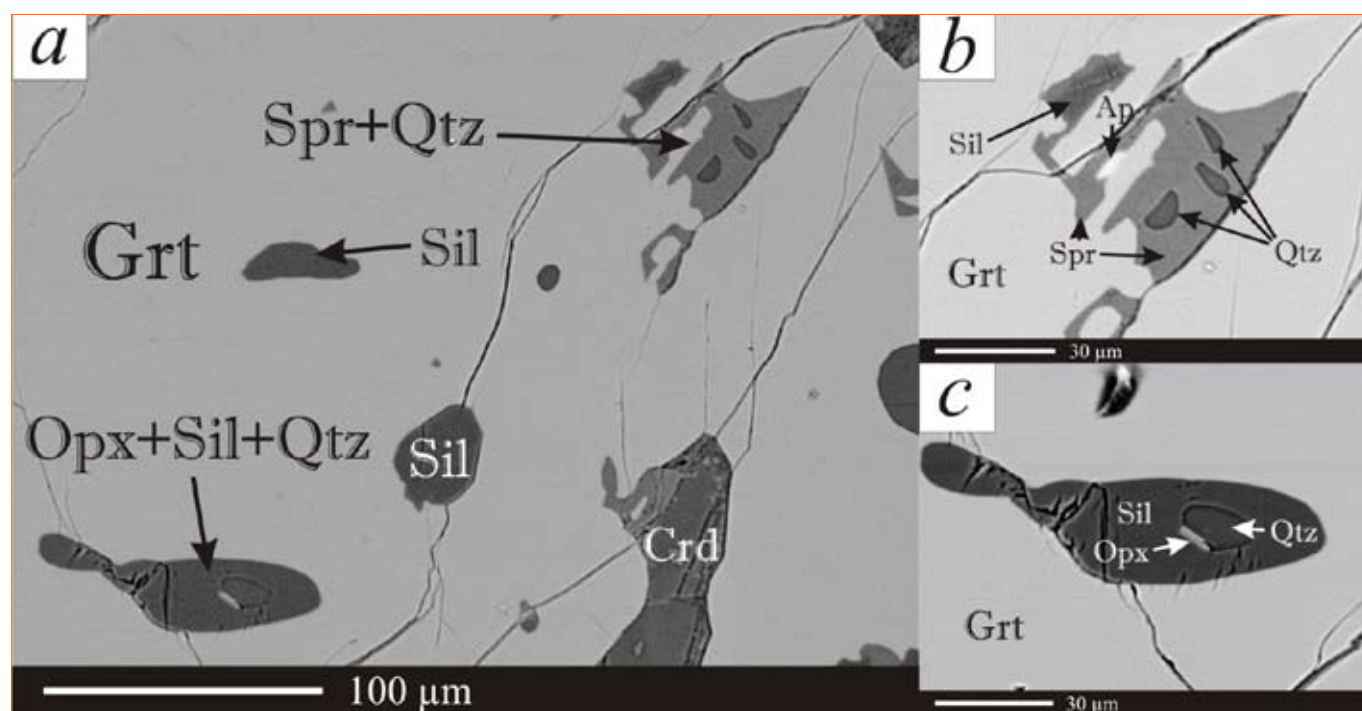 a
Spr+Qtz
Grt
Sil
Opx+Sil+Qtz
Sil
Crd
100 μm
b
Sil
Ap
Spr
Qtz
Grt
30 μm
c
Sil
Opx
Qtz
Grt
30 μm